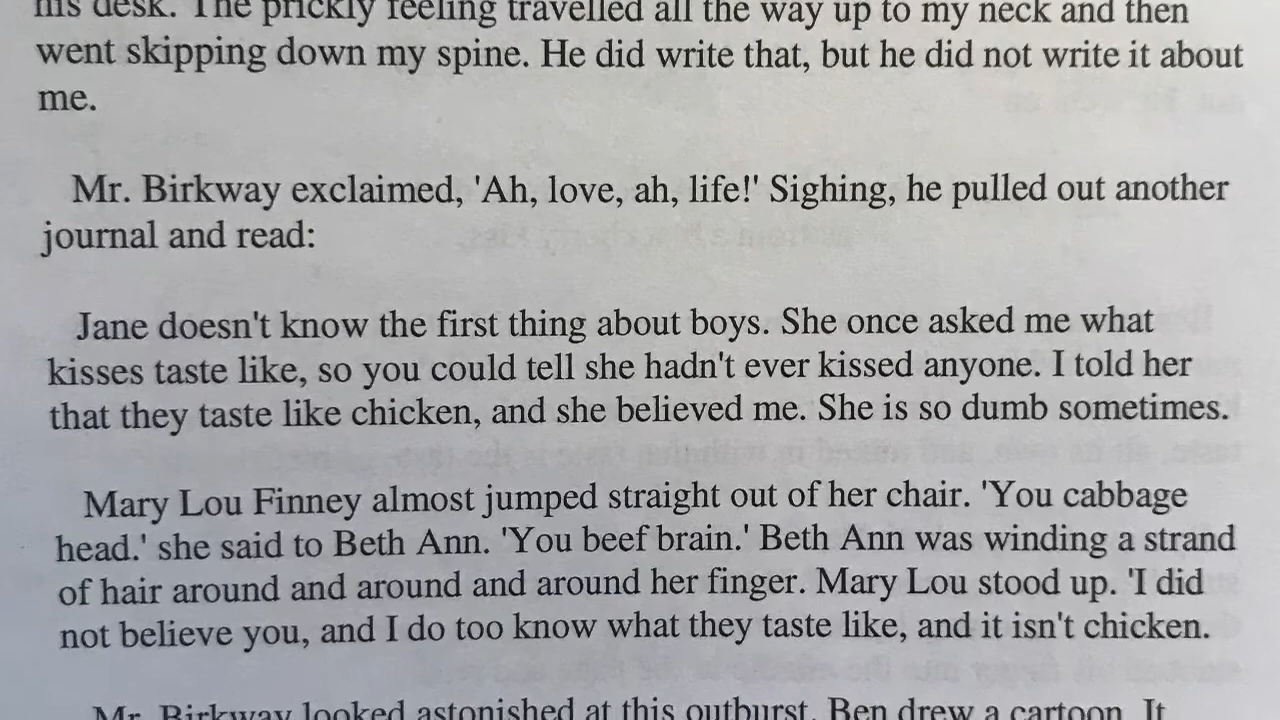 his desk. The prickly feeling travelled all the way up to my neck and then
went skipping down my spine. He did write that, but he did not write it about
me.
Mr. Birkway exclaimed, 'Ah, love, ah, life!' Sighing, he pulled out another
journal and read:
Jane doesn't know the first thing about boys. She once asked me what
kisses taste like, so you could tell she hadn't ever kissed anyone. I told her
that they taste like chicken, and she believed me. She is so dumb sometimes.
Mary Lou Finney almost jumped straight out of her chair. 'You cabbage
head.' she said to Beth Ann. 'You beef brain.' Beth Ann was winding a strand
of hair around and around and around her finger. Mary Lou stood up. 'I did
not believe you, and I do too know what they taste like, and it isn't chicken.
Mr. Birkway looked astonished at this outburst. Ben drew a cartoon. It